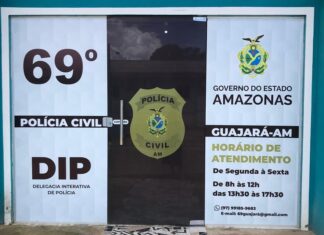 69º
POLÍCIA CIVIL
DIP
DELEGACIA INTERATIVA
DE POLÍCIA
POLÍCIA
CIVIL
AM
GOVERNO DO ESTADO
AMAZONAS
GUAJARÁ-AM
HORÁRIO DE
ATENDIMENTO
De Segunda à Sexta
De 8h às 12h
das 13h30 às 17h30